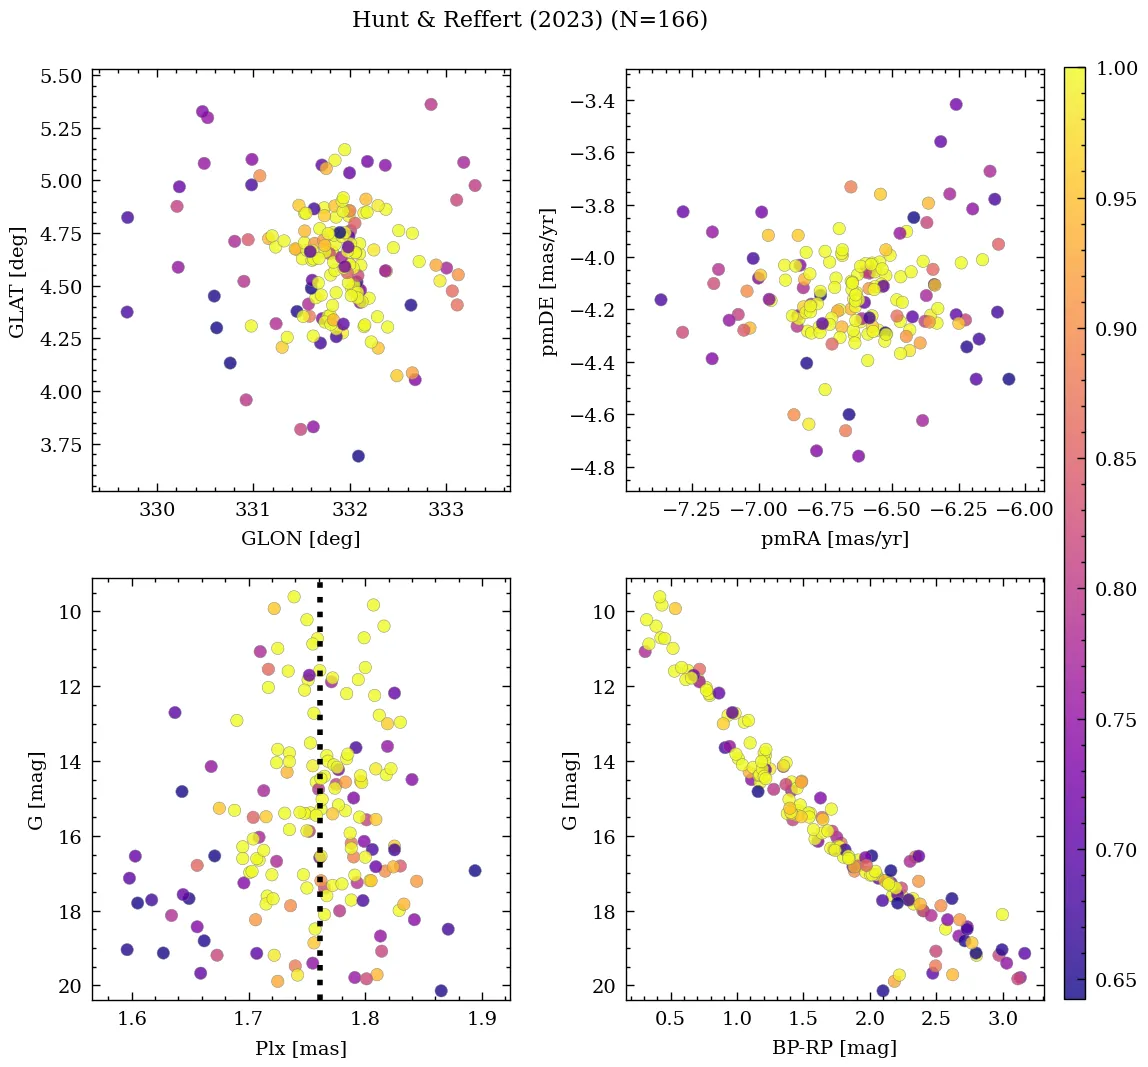 Hunt & Reffert (2023) (N=166)
5.50
5.25
5.00
4.75
4.50
4.25
4.00
3.75
GLAT [deg]
330 331 332 333
GLON [deg]
−3.4
−3.6
−3.8
−4.0
−4.2
−4.4
−4.6
−4.8
pmDE [mas/yr]
−7.25 −7.00 −6.75 −6.50 −6.25 −6.00
pmRA [mas/yr]
10
12
14
16
18
20
G [mag]
1.6 1.7 1.8 1.9
Plx [mas]
10
12
14
16
18
20
G [mag]
0.5 1.0 1.5 2.0 2.5 3.0
BP-RP [mag]
1.00
0.95
0.90
0.85
0.80
0.75
0.70
0.65